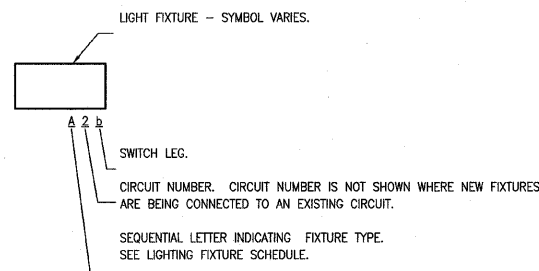 LIGHT FIXTURE – SYMBOL VARIES.
A 2 b
SWITCH LEG.
CIRCUIT NUMBER. CIRCUIT NUMBER IS NOT SHOWN WHERE NEW FIXTURES
ARE BEING CONNECTED TO AN EXISTING CIRCUIT.
SEQUENTIAL LETTER INDICATING FIXTURE TYPE.
SEE LIGHTING FIXTURE SCHEDULE.